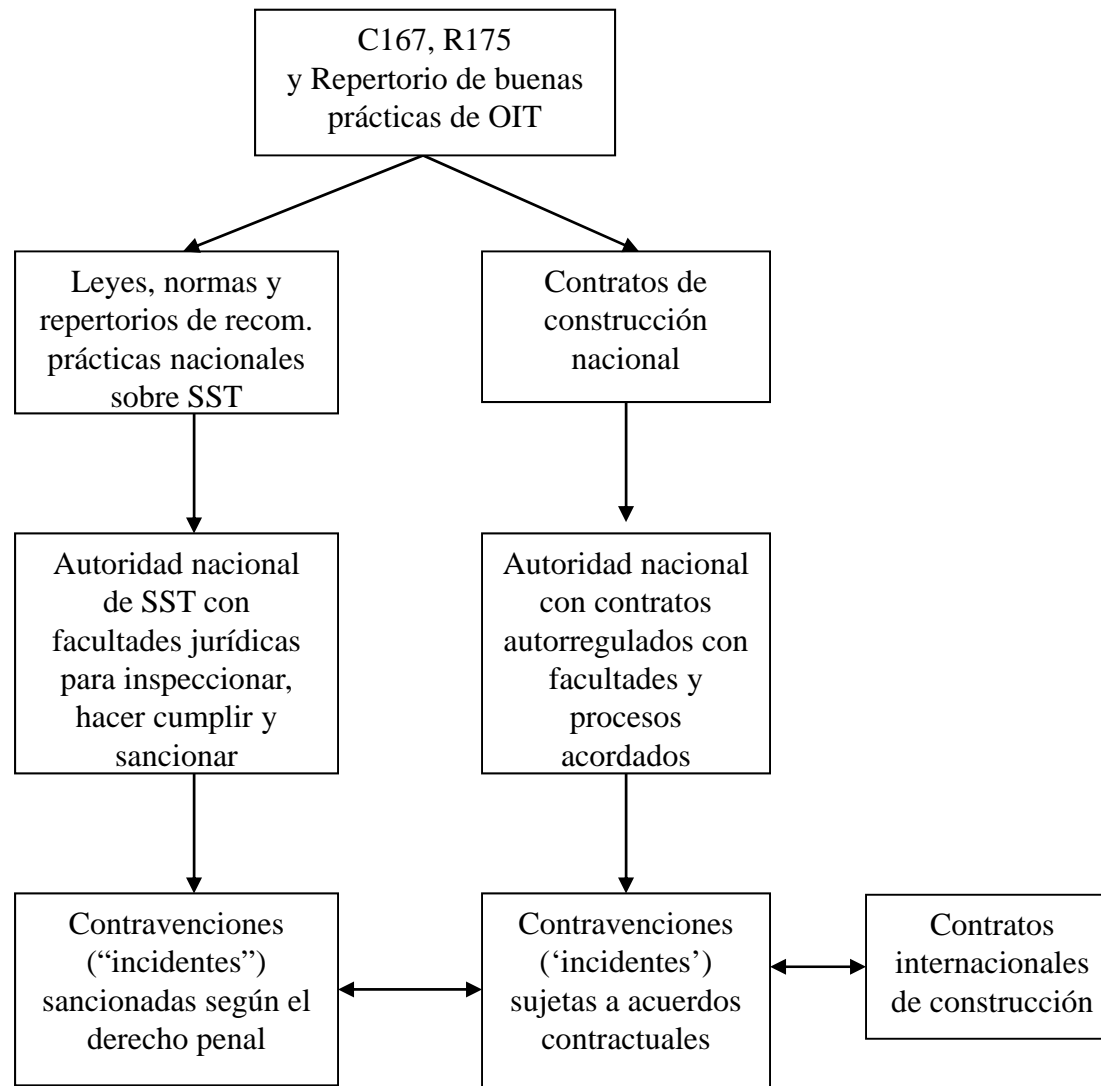 C167, R175
y Repertorio de buenas
prácticas de OIT
Leyes, normas y
repertorios de recom.
prácticas nacionales
sobre SST
Contratos de
construcción
nacional
Autoridad nacional
de SST con
facultades jurídicas
para inspeccionar,
hacer cumplir y
sancionar
Autoridad nacional
con contratos
autorregulados con
facultades y
procesos
acordados
Contravenciones
(“incidentes”)
sancionadas según el
derecho penal
Contravenciones
(‘incidentes’)
sujetas a acuerdos
contractuales
Contratos
internacionales
de construcción